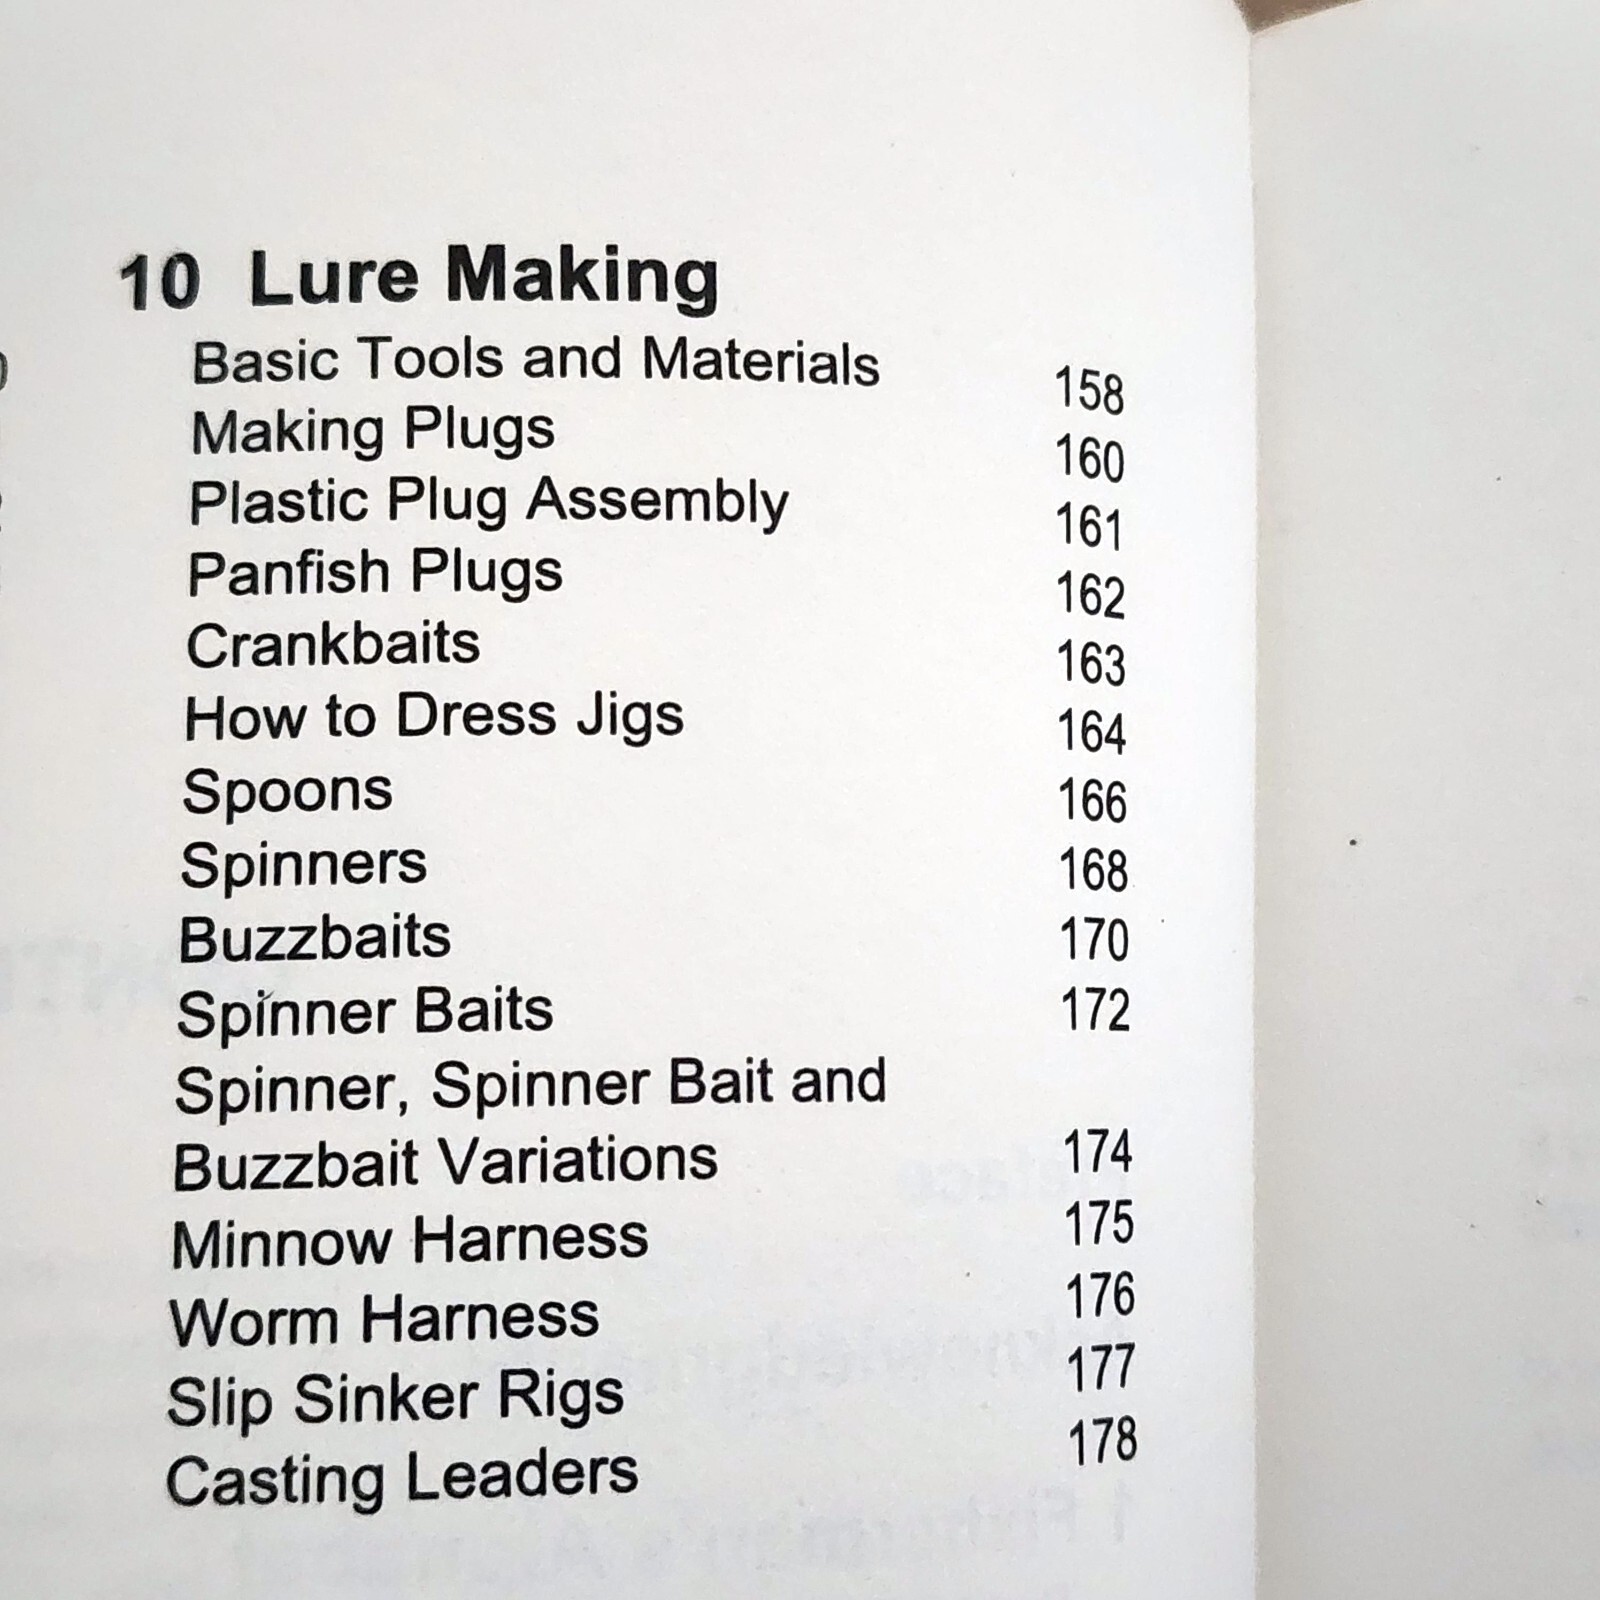 10 Lure Making
Basic Tools and Materials 158
Making Plugs 160
Plastic Plug Assembly 161
Panfish Plugs 162
Crankbaits 163
How to Dress Jigs 164
Spoons 166
Spinners 168
Buzzbaits 170
Spinner Baits 172
Spinner, Spinner Bait and
Buzzbait Variations 174
Minnow Harness 175
Worm Harness 176
Slip Sinker Rigs 177
Casting Leaders 178